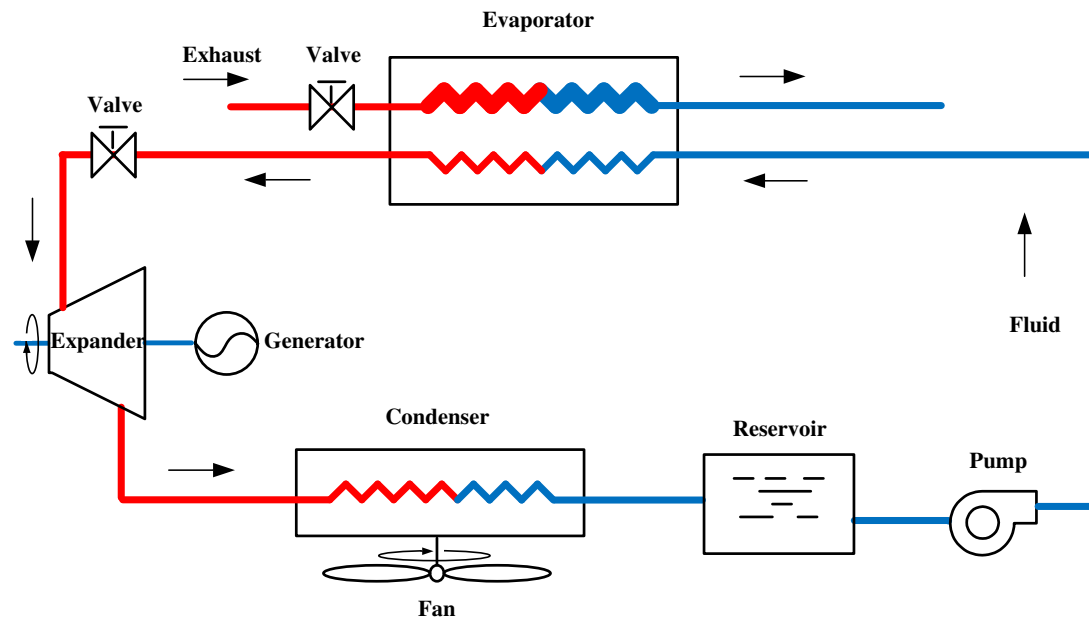 Evaporator
Exhaust
Valve
Valve
Fluid
Expander
Generator
Condenser
Reservoir
Pump
Fan